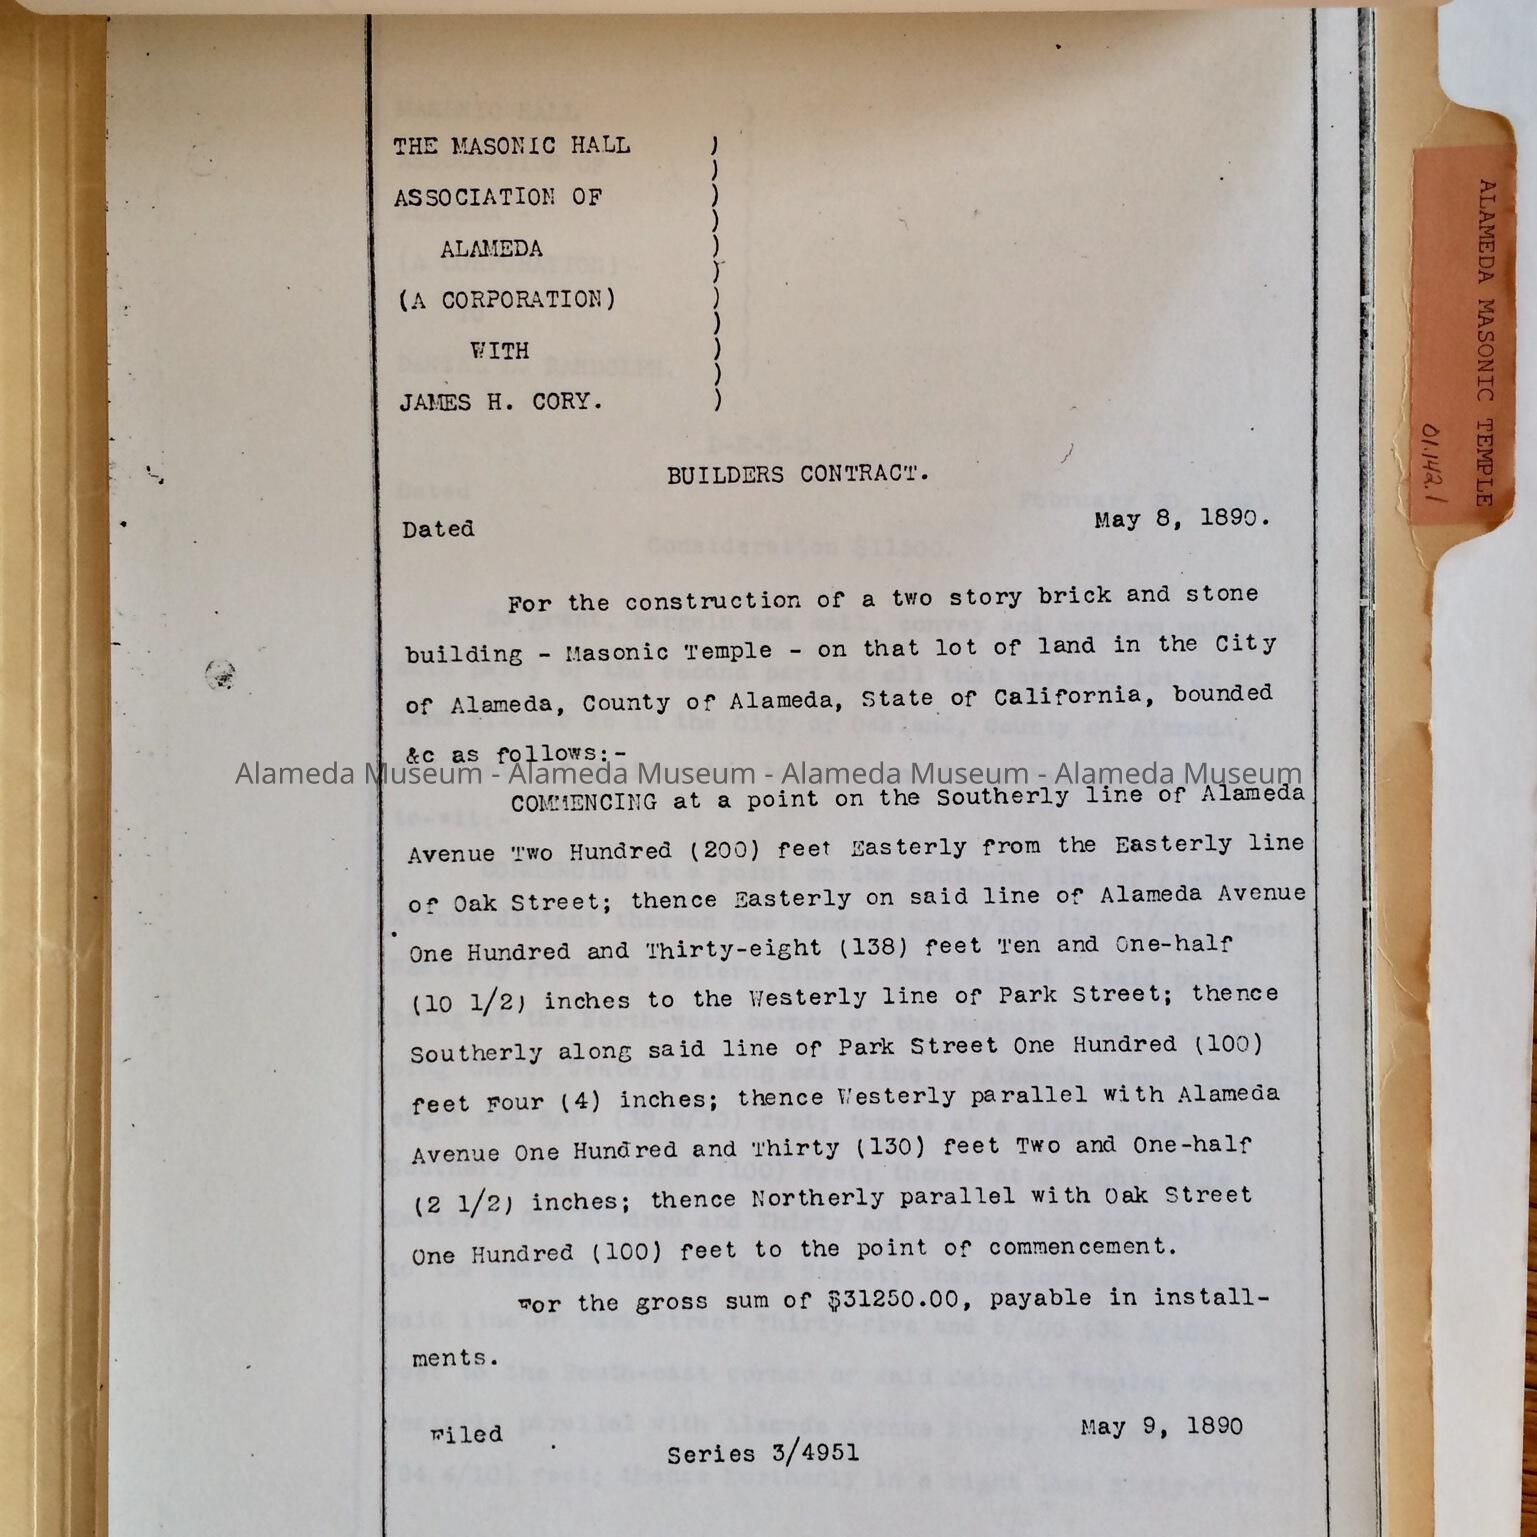 THE MASONIC HALL )
)
ASSOCIATION OF )
)
ALAMEDA )
)
(A CORPORATION) )
)
WITH )
)
JAMES H. CORY. )
BUILDERS CONTRACT.
Dated May 8, 1890.
For the construction of a two story brick and stone
building - Masonic Temple - on that lot of land in the City
of Alameda, County of Alameda, State of California, bounded
&c as follows:-
Alameda Museum - Alameda Museum - Alameda Museum - Alameda Museum
COMMENCING at a point on the Southerly line of Alameda
Avenue Two Hundred (200) feet Easterly from the Easterly line
of Oak Street; thence Easterly on said line of Alameda Avenue
One Hundred and Thirty-eight (138) feet Ten and One-half
(10 1/2) inches to the Westerly line of Park Street; thence
Southerly along said line of Park Street One Hundred (100)
feet Four (4) inches; thence Westerly parallel with Alameda
Avenue One Hundred and Thirty (130) feet Two and One-half
(2 1/2) inches; thence Northerly parallel with Oak Street
One Hundred (100) feet to the point of commencement.
For the gross sum of $31250.00, payable in install-
ments.
Filed May 9, 1890
Series 3/4951
ALAMEDA MASONIC TEMPLE
01.142.1